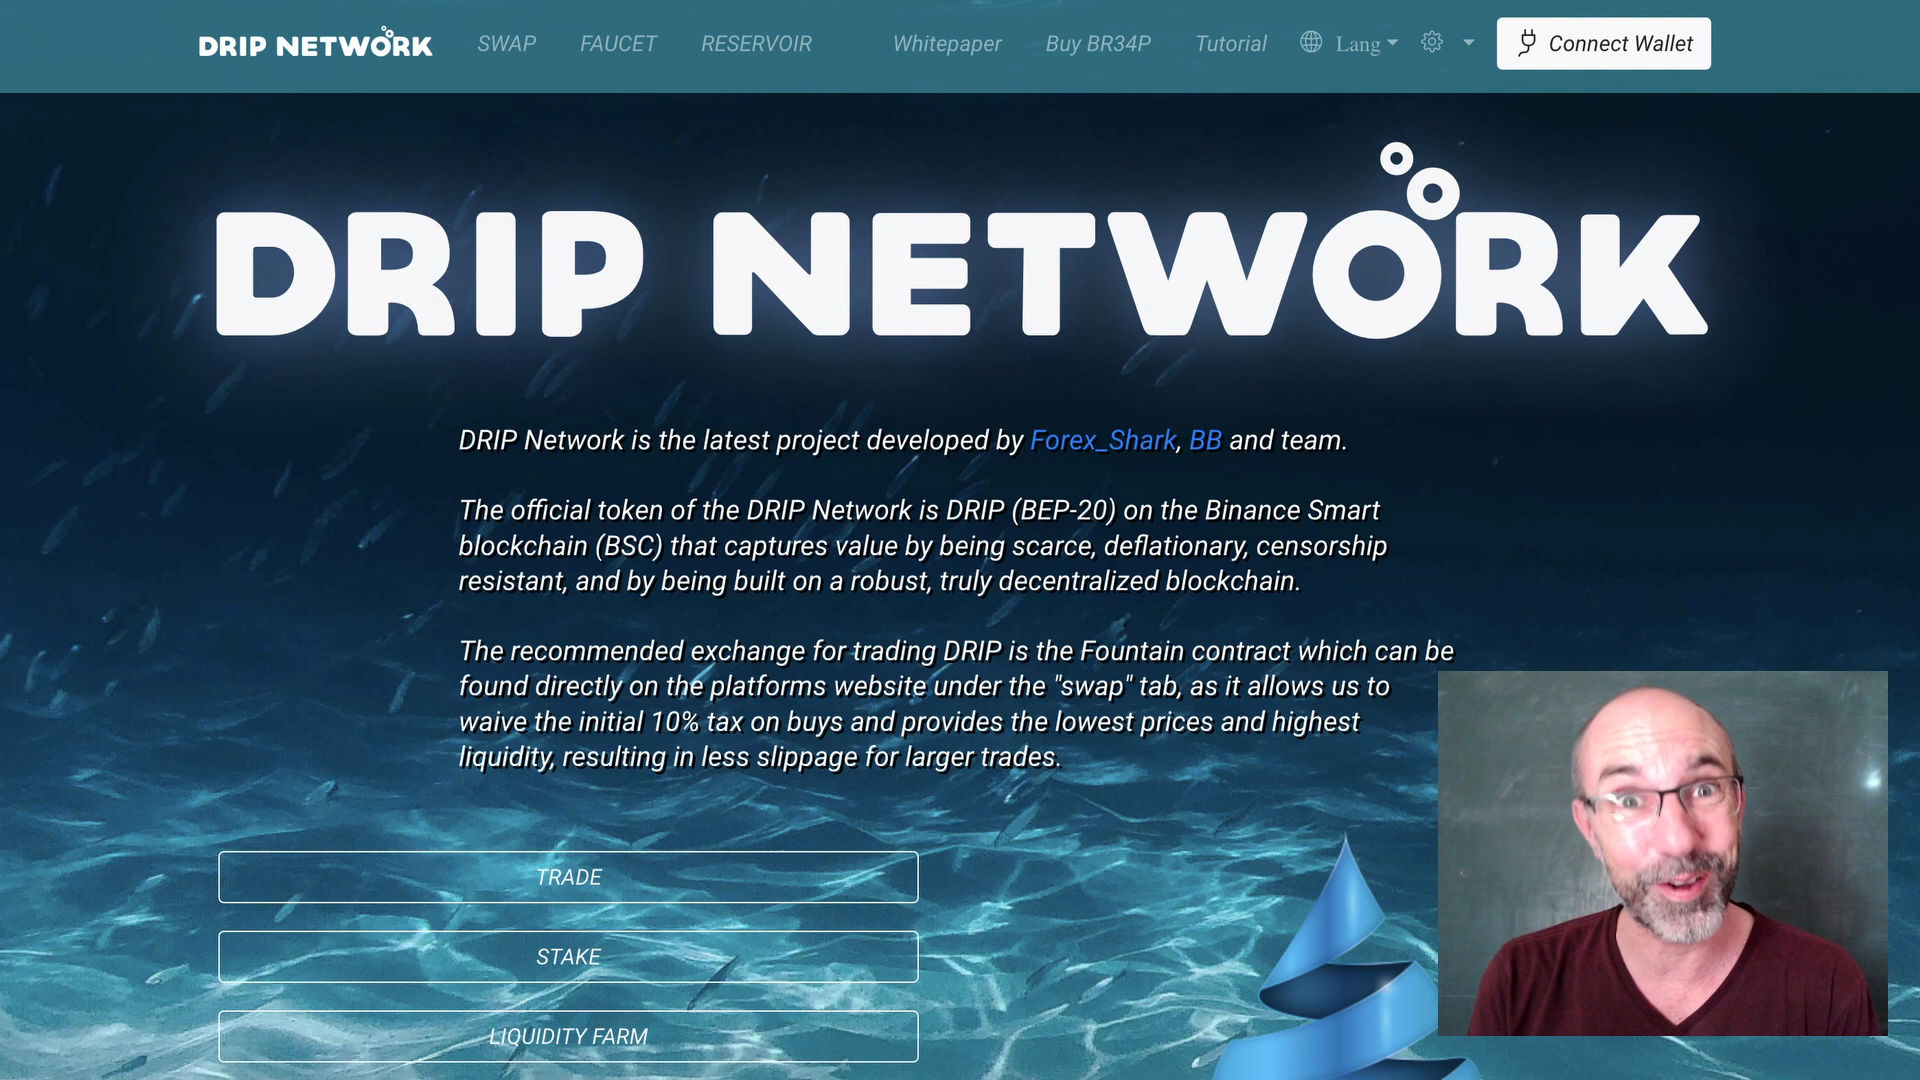 DRIP NETWORK SWAP FAUCET RESERVOIR Whitepaper Buy BR34P Tutorial Lang Connect Wallet
DRIP NETWORK
DRIP Network is the latest project developed by Forex_Shark, BB and team.
The official token of the DRIP Network is DRIP (BEP-20) on the Binance Smart
blockchain (BSC) that captures value by being scarce, deflationary, censorship
resistant, and by being built on a robust, truly decentralized blockchain.
The recommended exchange for trading DRIP is the Fountain contract which can be
found directly on the platforms website under the "swap" tab, as it allows us to
waive the initial 10% tax on buys and provides the lowest prices and highest
liquidity, resulting in less slippage for larger trades.
TRADE
STAKE
LIQUIDITY FARM